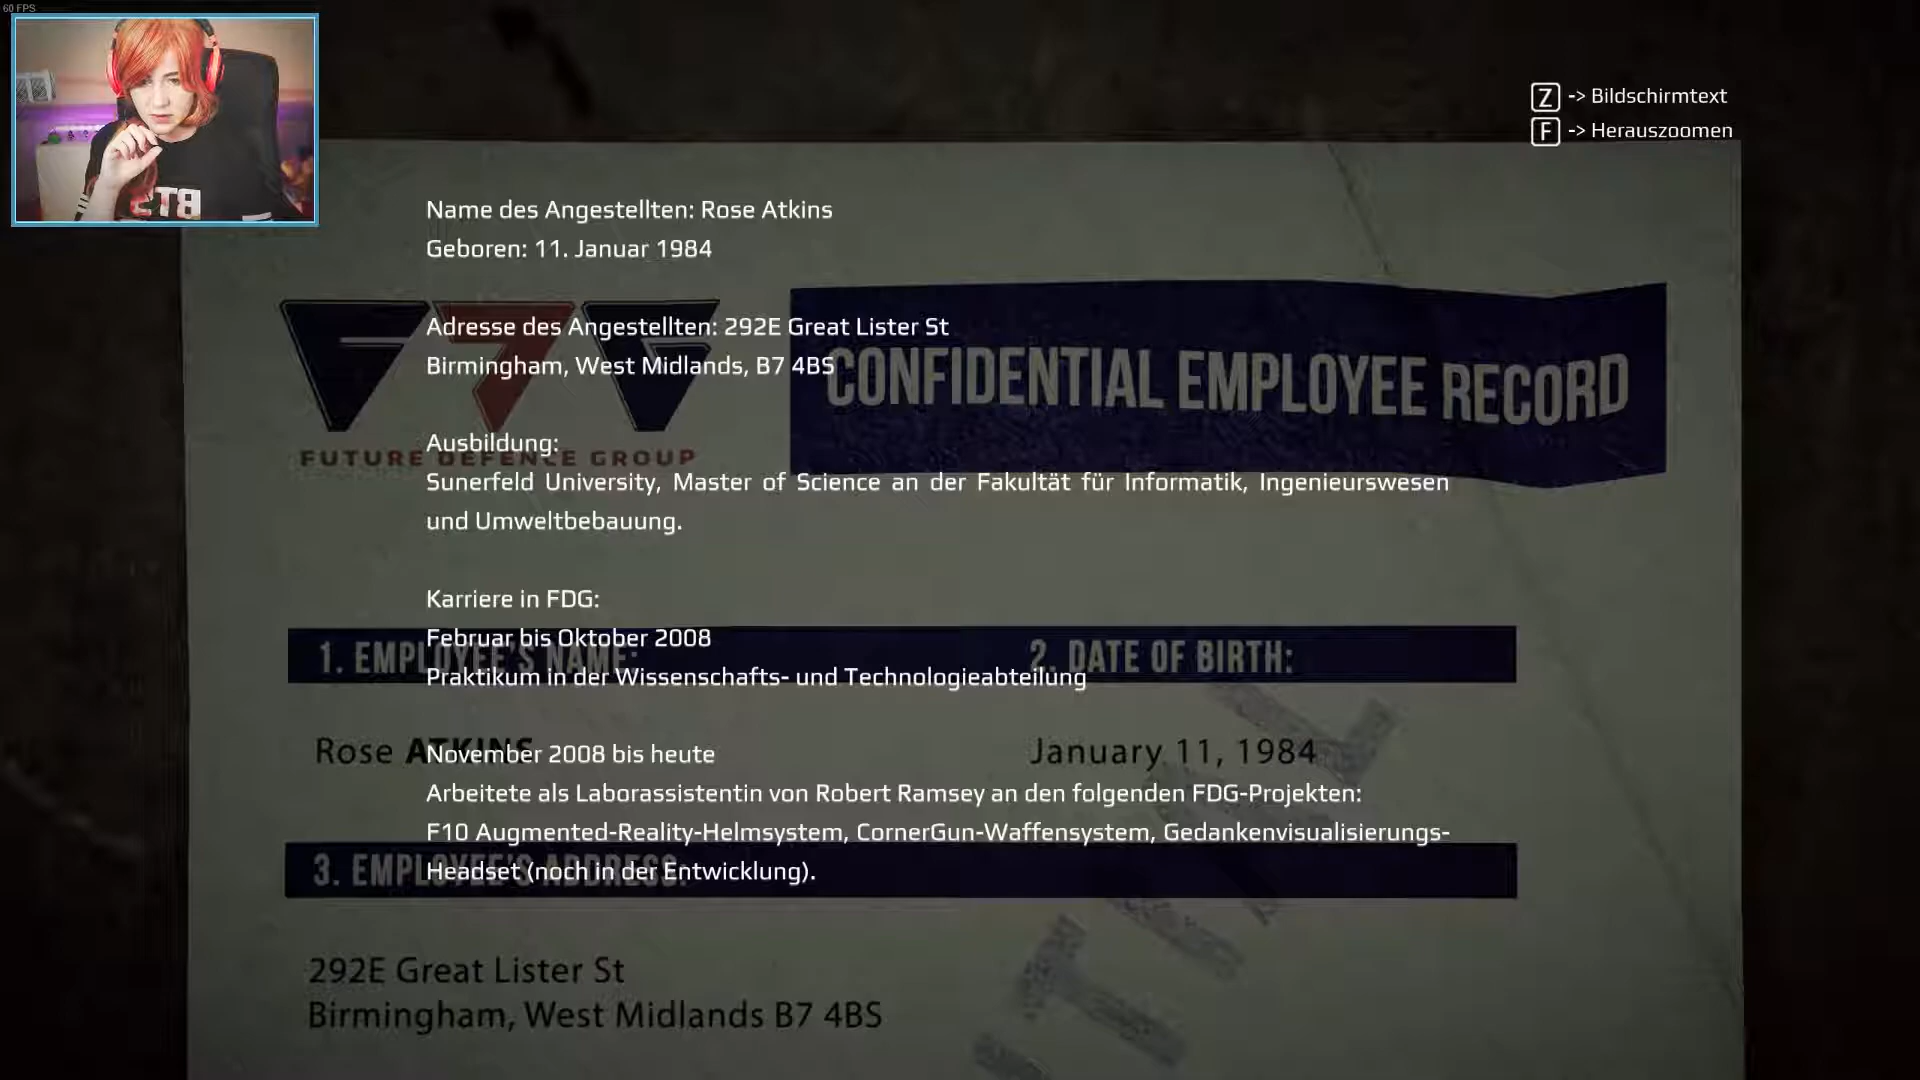 60 FPS
Z -> Bildschirmtext
F -> Herauszoomen
Name des Angestellten: Rose Atkins
Geboren: 11. Januar 1984
Adresse des Angestellten: 292E Great Lister St
Birmingham, West Midlands, B7 4BS
CONFIDENTIAL EMPLOYEE RECORD
Ausbildung:
FUTURE DEFENCE GROUP
Sunerfeld University, Master of Science an der Fakultät für Informatik, Ingenieurswesen
und Umweltbebauung.
Karriere in FDG:
Februar bis Oktober 2008
1. EMPLOYEE'S NAME:
2. DATE OF BIRTH:
Praktikum in der Wissenschafts- und Technologieabteilung
Rose ATKINS
January 11, 1984
November 2008 bis heute
Arbeitete als Laborassistentin von Robert Ramsey an den folgenden FDG-Projekten:
F10 Augmented-Reality-Helmsystem, CornerGun-Waffensystem, Gedankenvisualisierungs-
Headset (noch in der Entwicklung).
3. EMPLOYEE'S ADDRESS:
292E Great Lister St
Birmingham, West Midlands B7 4BS